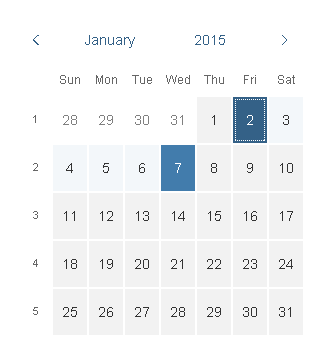 January 2015
Sun Mon Tue Wed Thu Fri Sat
1 28 29 30 31 1 2 3
2 4 5 6 7 8 9 10
3 11 12 13 14 15 16 17
4 18 19 20 21 22 23 24
5 25 26 27 28 29 30 31